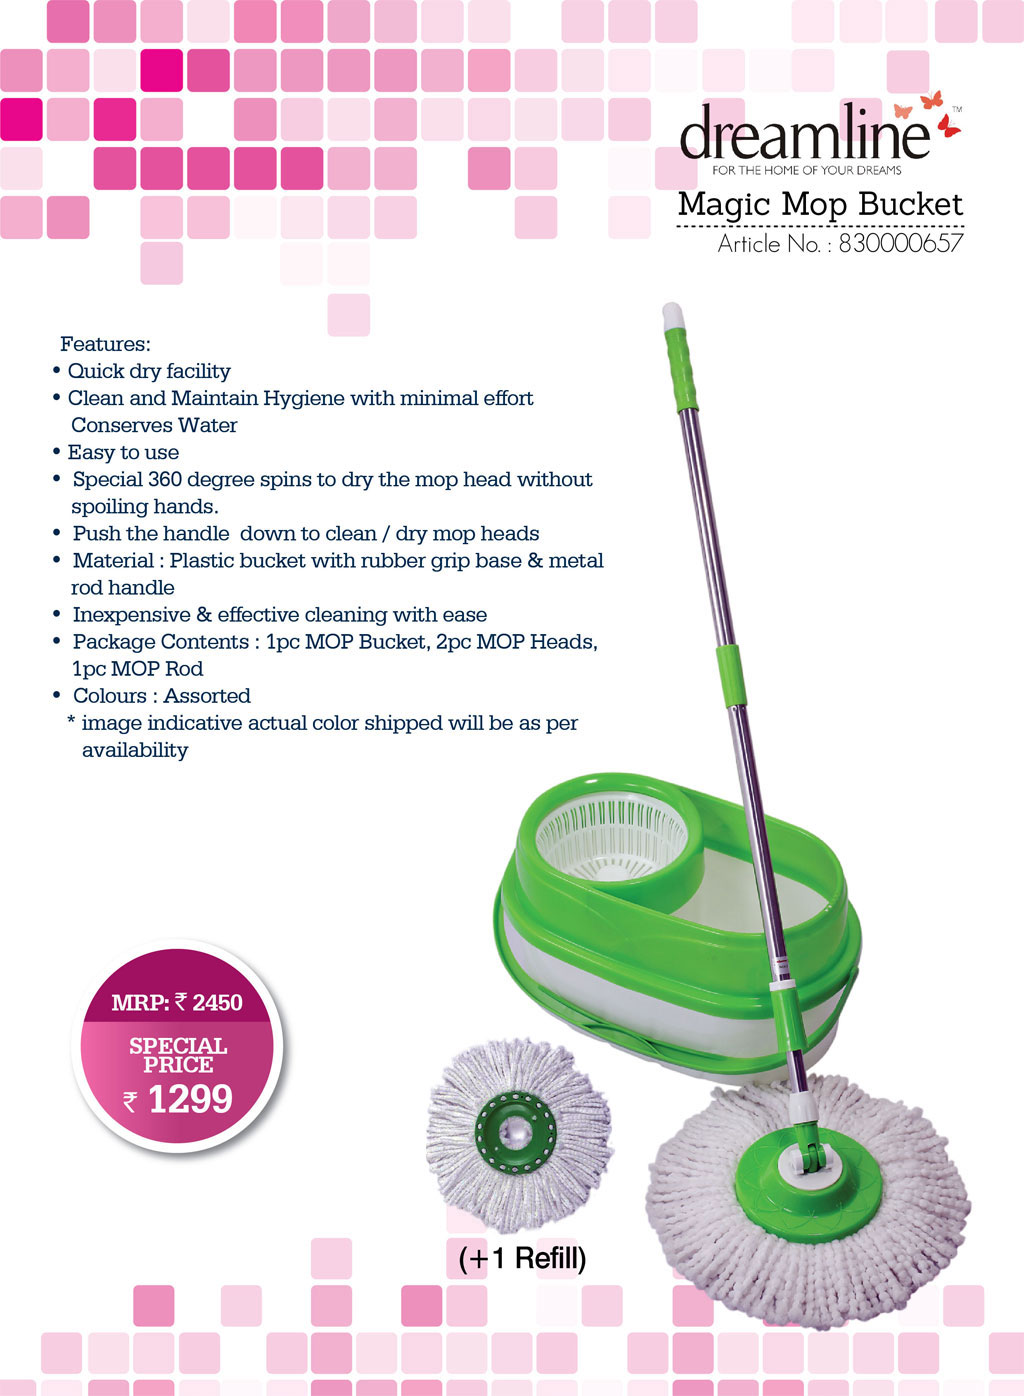 dreamline™
FOR THE HOME OF YOUR DREAMS
Magic Mop Bucket
Article No. : 830000657
Features:
• Quick dry facility
• Clean and Maintain Hygiene with minimal effort
Conserves Water
• Easy to use
• Special 360 degree spins to dry the mop head without
spoiling hands.
• Push the handle down to clean / dry mop heads
• Material : Plastic bucket with rubber grip base & metal
rod handle
• Inexpensive & effective cleaning with ease
• Package Contents : 1pc MOP Bucket, 2pc MOP Heads,
1pc MOP Rod
• Colours : Assorted
* image indicative actual color shipped will be as per
availability
MRP: ₹ 2450
SPECIAL
PRICE
₹ 1299
(+1 Refill)